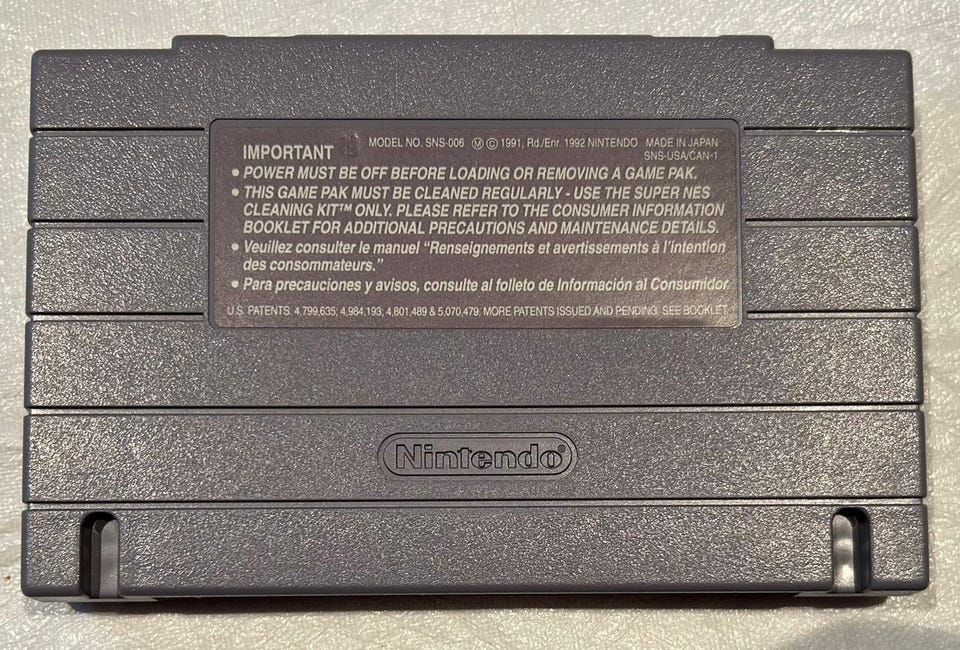 MODEL NO. SNS-006 Ⓜ © 1991, Rd./Enr. 1992 NINTENDO MADE IN JAPAN
SNS-USA/CAN-1
IMPORTANT
• POWER MUST BE OFF BEFORE LOADING OR REMOVING A GAME PAK.
• THIS GAME PAK MUST BE CLEANED REGULARLY - USE THE SUPER NES
CLEANING KIT™ ONLY. PLEASE REFER TO THE CONSUMER INFORMATION
BOOKLET FOR ADDITIONAL PRECAUTIONS AND MAINTENANCE DETAILS.
• Veuillez consulter le manuel “Renseignements et avertissements à l'intention
des consommateurs.”
• Para precauciones y avisos, consulte al folleto de Información al Consumidor.
U.S. PATENTS: 4,799,635; 4,984,193; 4,801,489 & 5,070,479. MORE PATENTS ISSUED AND PENDING. SEE BOOKLET.
Nintendo®